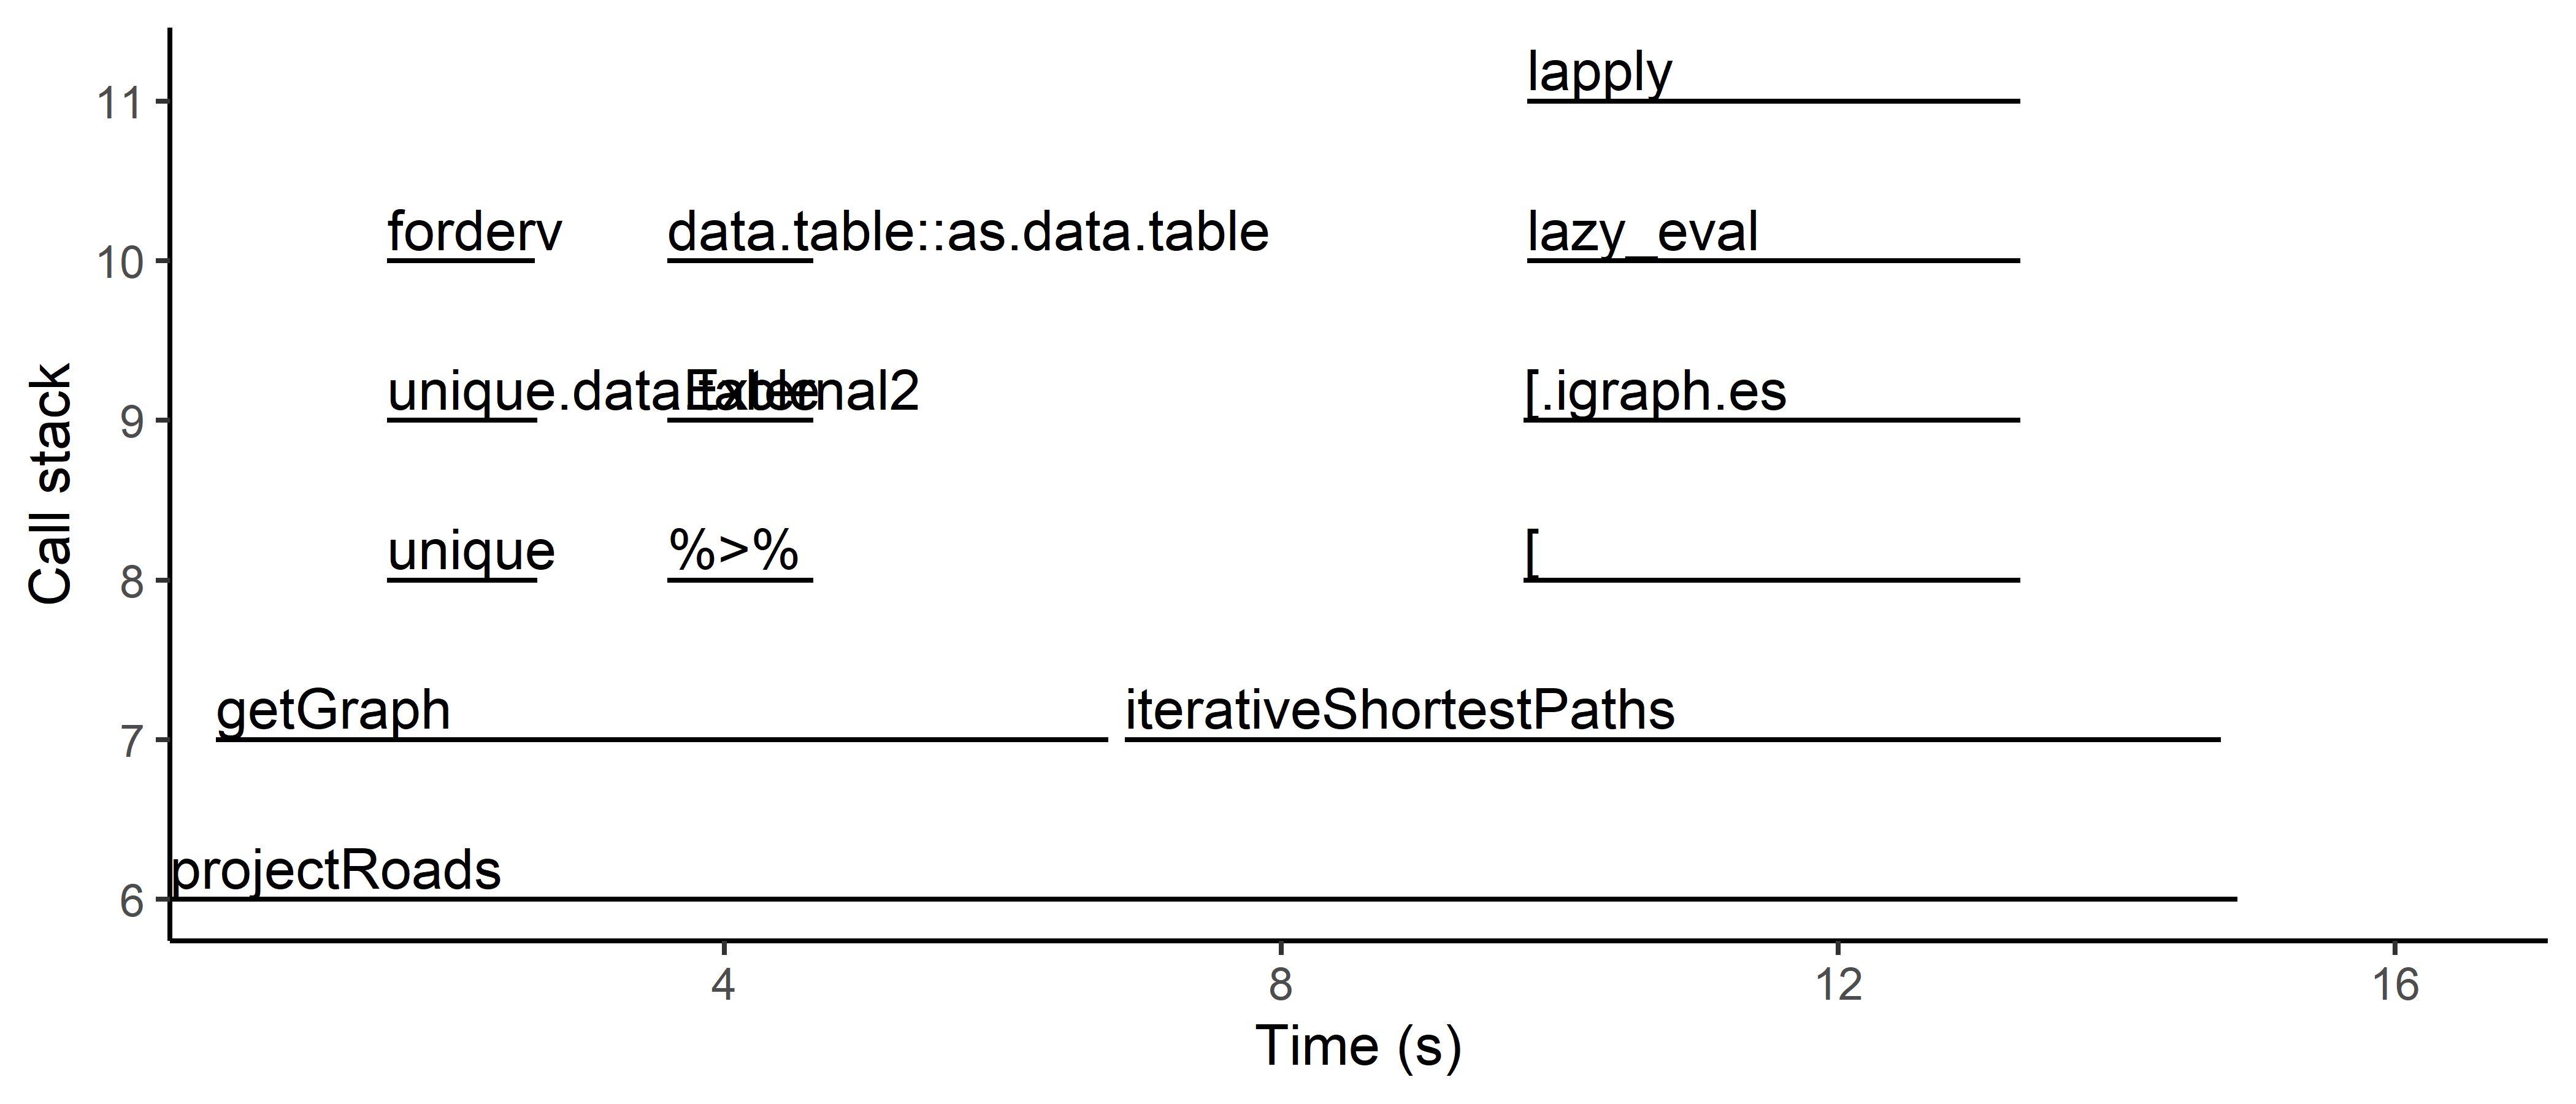 11 lapply
10 forderv data.table::as.data.table lazy_eval
9 unique.data.table .External2 [.igraph.es
8 unique %>% [
7 getGraph iterativeShortestPaths
6 projectRoads
4 8 12 16
Time (s)
Call stack